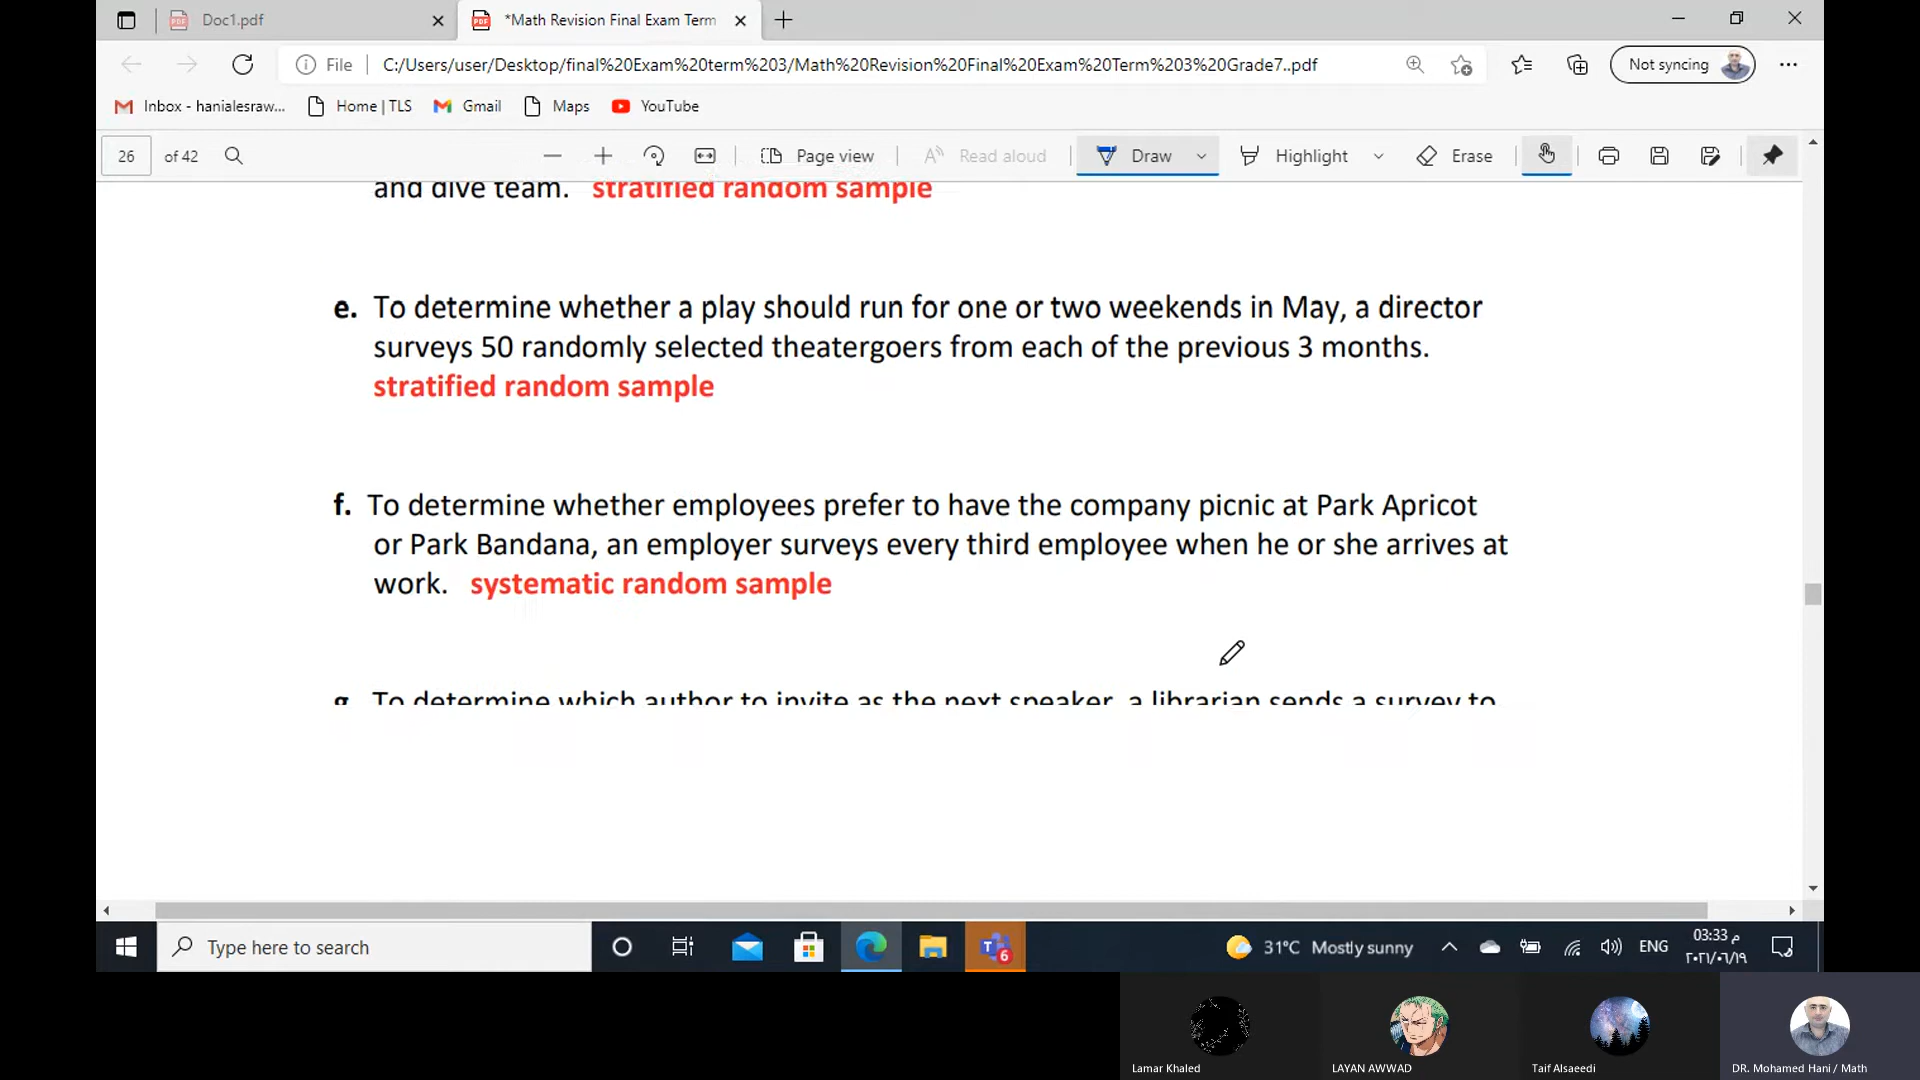 Doc1.pdf
*Math Revision Final Exam Term
File
C:/Users/user/Desktop/final%20Exam%20term%203/Math%20Revision%20Final%20Exam%20Term%203%20Grade7..pdf
Not syncing
Inbox - hanialesraw...
Home | TLS
Gmail
Maps
YouTube
26 of 42
Page view
Read aloud
Draw
Highlight
Erase
and dive team. stratified random sample
e. To determine whether a play should run for one or two weekends in May, a director
surveys 50 randomly selected theatergoers from each of the previous 3 months.
stratified random sample
f. To determine whether employees prefer to have the company picnic at Park Apricot
or Park Bandana, an employer surveys every third employee when he or she arrives at
work. systematic random sample
g. To determine which author to invite as the next speaker, a librarian sends a survey to
Type here to search
6
31°C Mostly sunny
ENG
03:33 م
٢٠٢١/٠٦/١٩
Lamar Khaled
LAYAN AWWAD
Taif Alsaeedi
DR. Mohamed Hani / Math